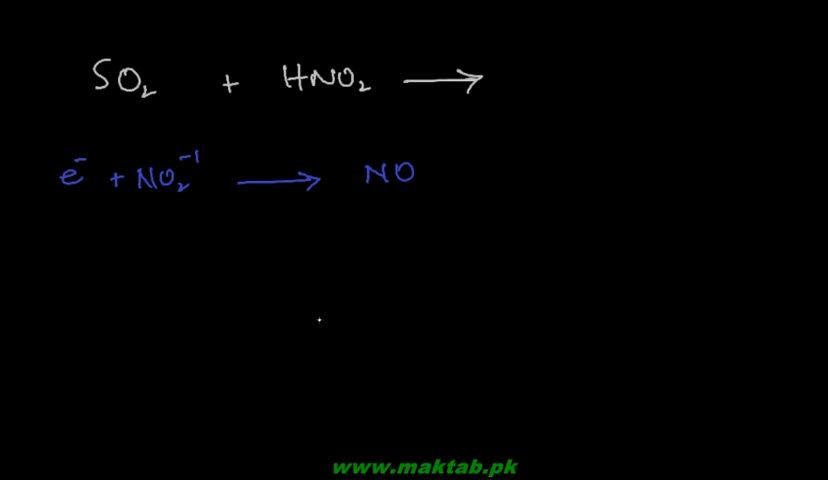 SO₂ + HNO₂ ⟶
e⁻ + NO₂⁻¹ ⟶ NO
www.maktab.pk